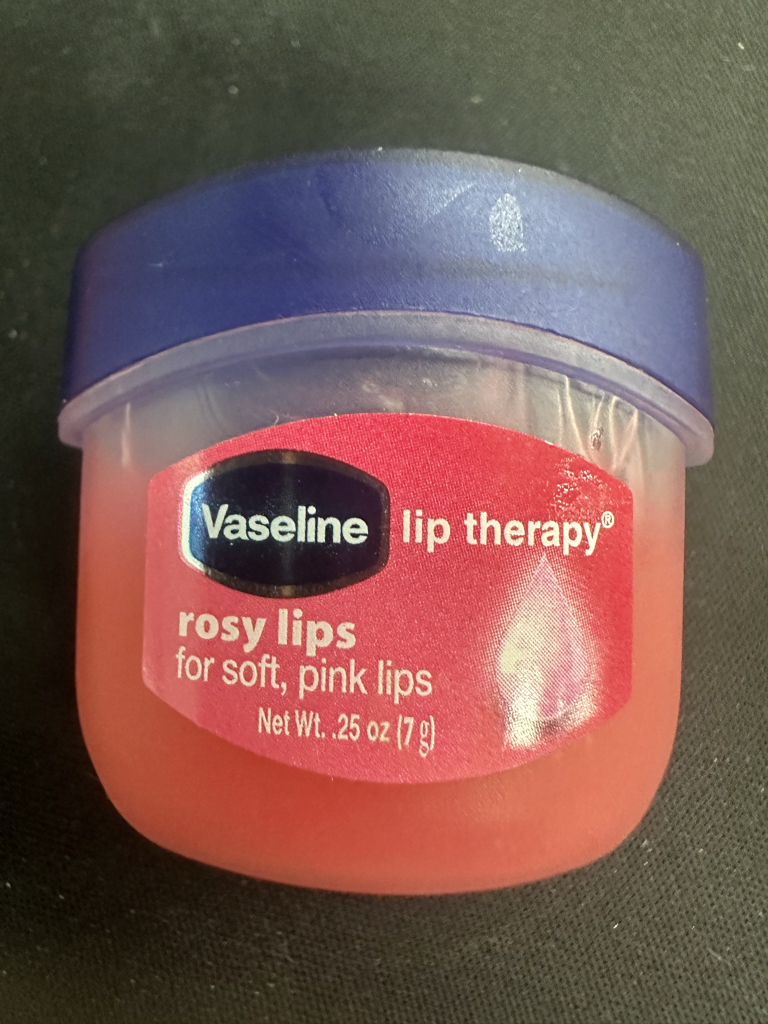 Vaseline lip therapy®
rosy lips
for soft, pink lips
Net Wt. .25 oz (7 g)